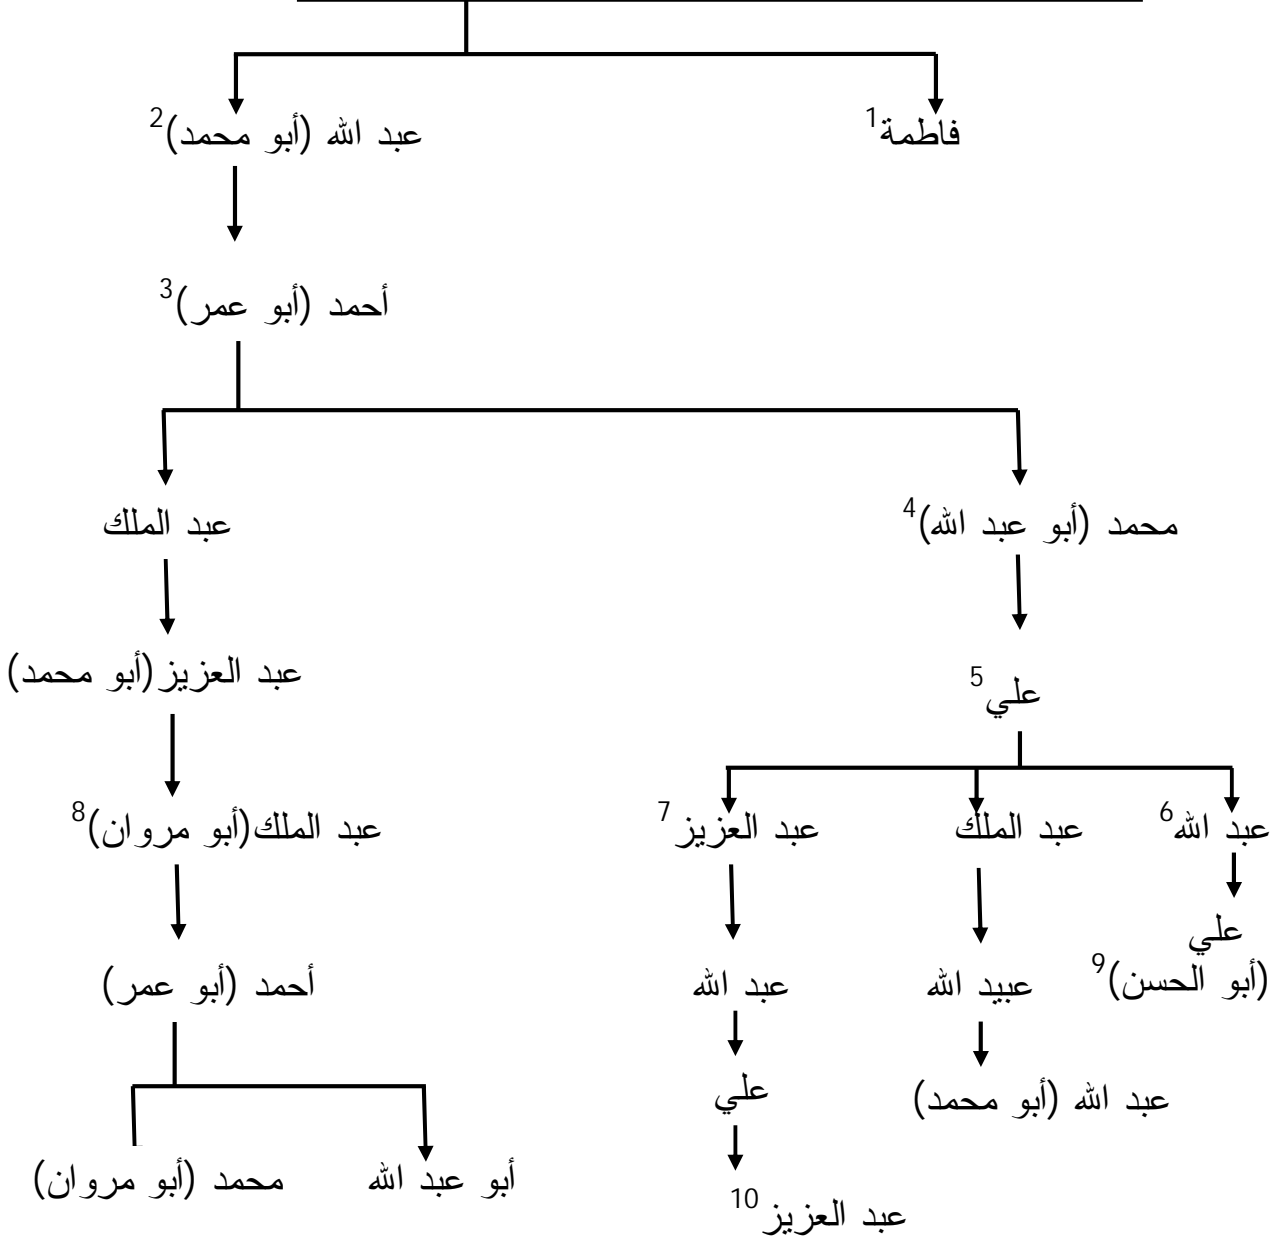 فاطمة1
عبد الله (أبو محمد)2
أحمد (أبو عمر)3
محمد (أبو عبد الله)4
عبد الملك
علي5
عبد العزيز(أبو محمد)
عبد الله6
عبد الملك
عبد العزيز7
عبد الملك(أبو مروان)8
علي
(أبو الحسن)9
عبيد الله
عبد الله
أحمد (أبو عمر)
عبد الله (أبو محمد)
علي
أبو عبد الله
محمد (أبو مروان)
عبد العزيز10